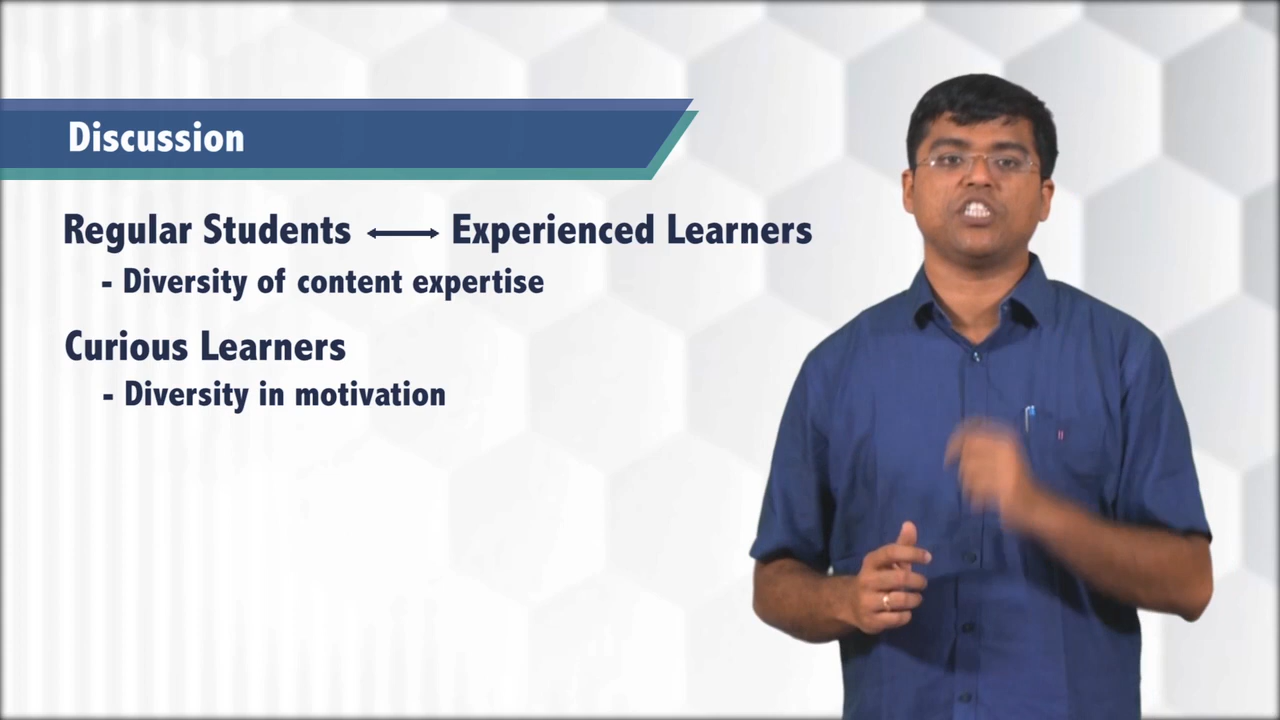 Discussion
Regular Students ⟷ Experienced Learners
- Diversity of content expertise
Curious Learners
- Diversity in motivation